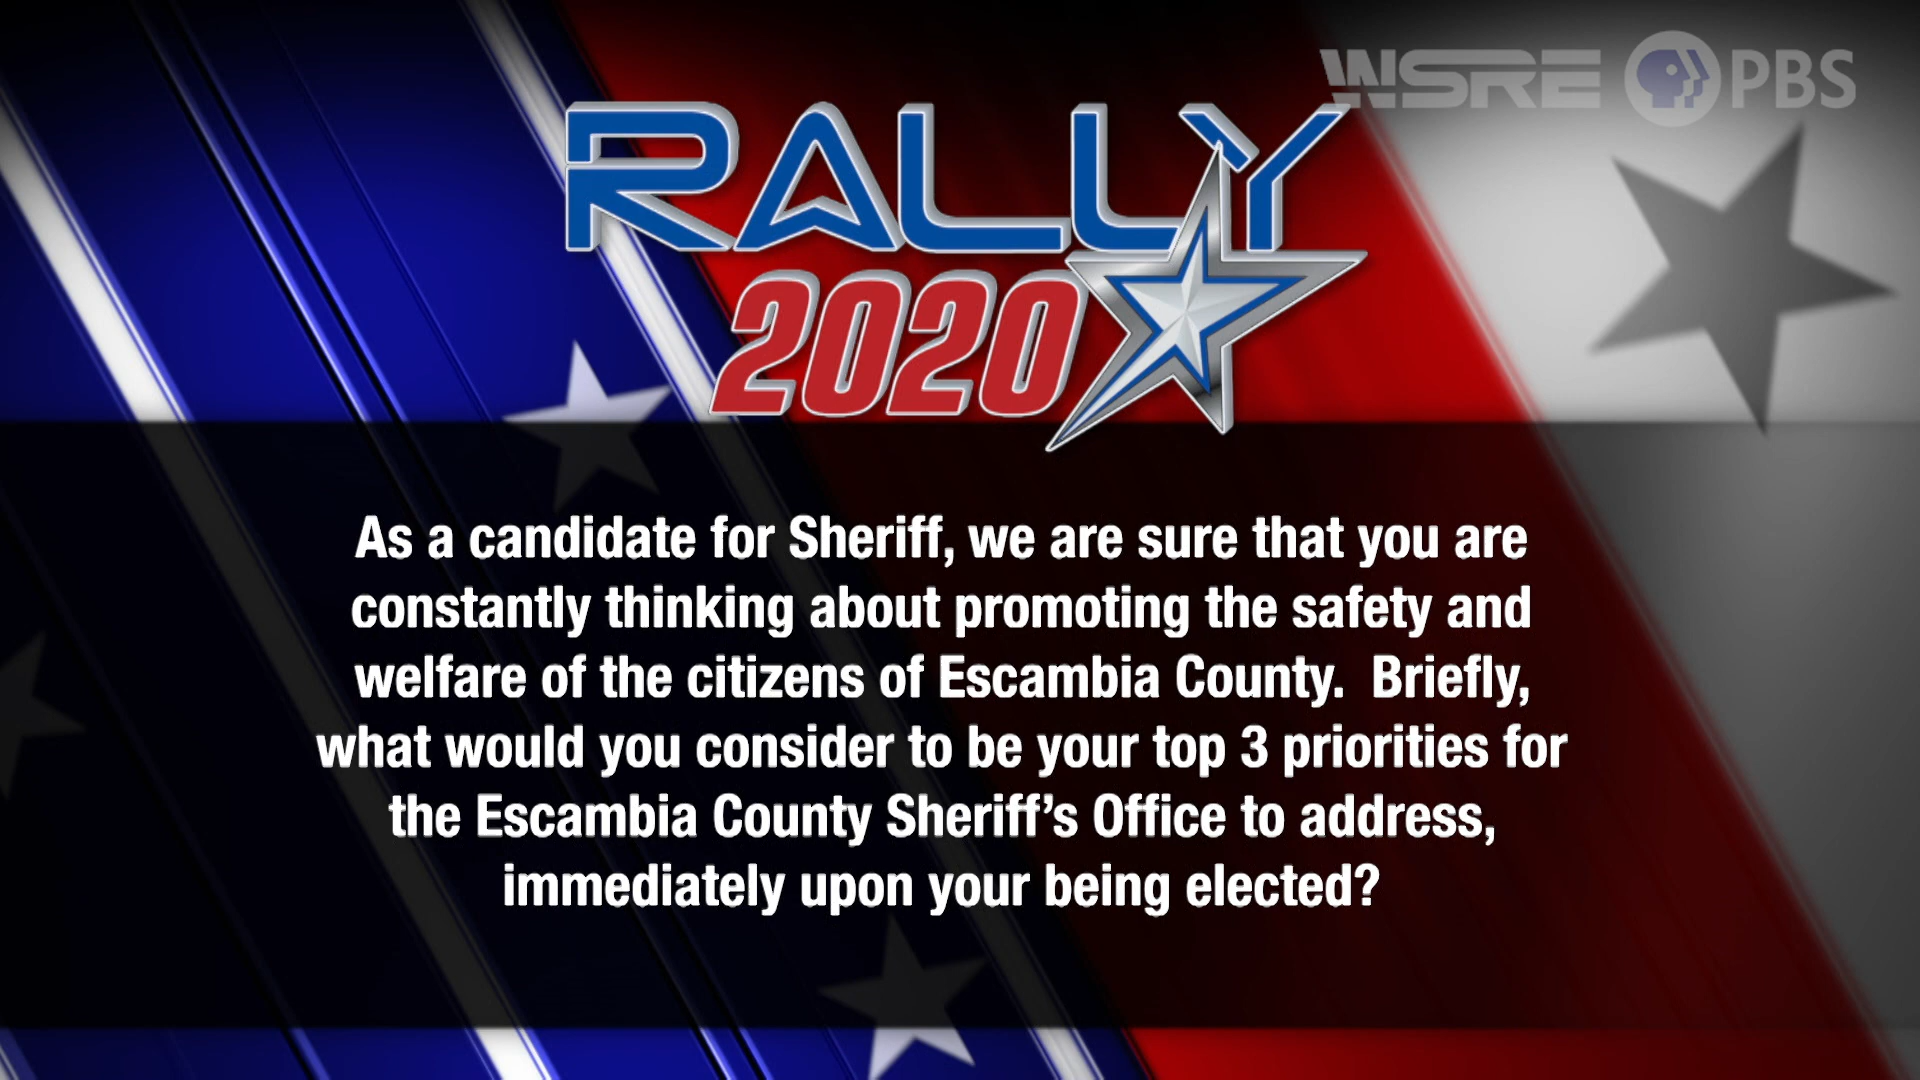 WSRE PBS
RALLY
2020
As a candidate for Sheriff, we are sure that you are
constantly thinking about promoting the safety and
welfare of the citizens of Escambia County.  Briefly,
what would you consider to be your top 3 priorities for
the Escambia County Sheriff’s Office to address,
immediately upon your being elected?